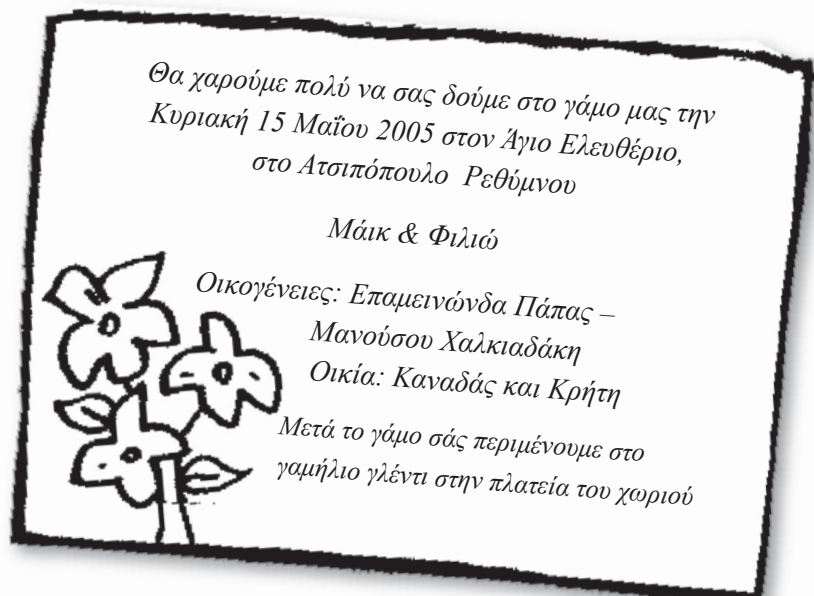 Θα χαρούμε πολύ να σας δούμε στο γάμο μας την
Κυριακή 15 Μαΐου 2005 στον Άγιο Ελευθέριο,
στο Ατσιπόπουλο Ρεθύμνου
Μάικ & Φιλιώ
Οικογένειες: Επαμεινώνδα Πάπας –
Μανούσου Χαλκιαδάκη
Οικία: Καναδάς και Κρήτη
Μετά το γάμο σάς περιμένουμε στο
γαμήλιο γλέντι στην πλατεία του χωριού